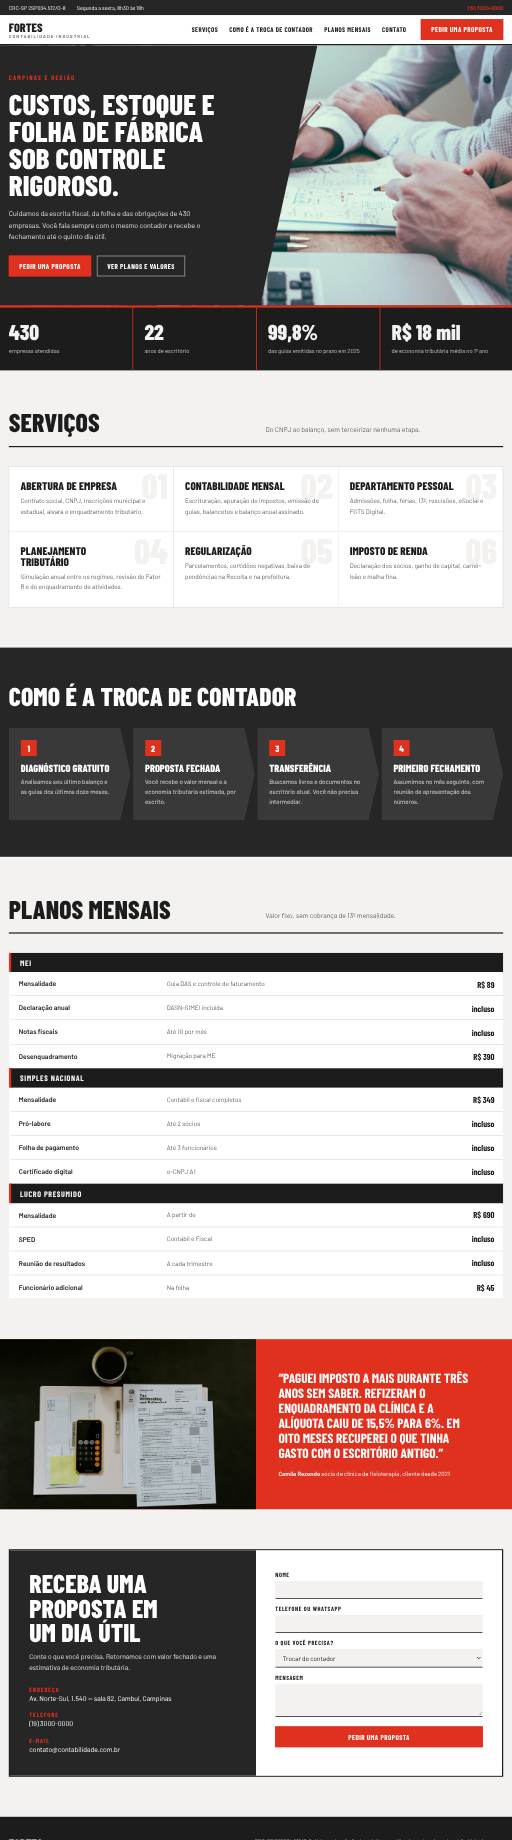 CRC-SP 2SP034.512/O-8 Segunda a sexta, 8h30 às 18h (19) 3000-0000
FORTES
CONTABILIDADE INDUSTRIAL
SERVIÇOS COMO É A TROCA DE CONTADOR PLANOS MENSAIS CONTATO PEDIR UMA PROPOSTA
CAMPINAS E REGIÃO
CUSTOS, ESTOQUE E
FOLHA DE FÁBRICA
SOB CONTROLE
RIGOROSO.
Cuidamos da escrita fiscal, da folha e das obrigações de 430
empresas. Você fala sempre com o mesmo contador e recebe o
fechamento até o quinto dia útil.
PEDIR UMA PROPOSTA VER PLANOS E VALORES
430 22 99,8% R$ 18 mil
empresas atendidas anos de escritório das guias emitidas no prazo em 2025 de economia tributária média no 1º ano
SERVIÇOS
Do CNPJ ao balanço, sem terceirizar nenhuma etapa.
01
ABERTURA DE EMPRESA
Contrato social, CNPJ, inscrições municipal e
estadual, alvará e enquadramento tributário.
02
CONTABILIDADE MENSAL
Escrituração, apuração de impostos, emissão de
guias, balancetes e balanço anual assinado.
03
DEPARTAMENTO PESSOAL
Admissões, folha, férias, 13º, rescisões, eSocial e
FGTS Digital.
04
PLANEJAMENTO
TRIBUTÁRIO
Simulação anual entre os regimes, revisão do Fator
R e do enquadramento de atividades.
05
REGULARIZAÇÃO
Parcelamentos, certidões negativas, baixa de
pendências na Receita e na prefeitura.
06
IMPOSTO DE RENDA
Declaração dos sócios, ganho de capital, carnê-
leão e malha fina.
COMO É A TROCA DE CONTADOR
1
DIAGNÓSTICO GRATUITO
Analisamos seu último balanço e
as guias dos últimos doze meses.
2
PROPOSTA FECHADA
Você recebe o valor mensal e a
economia tributária estimada, por
escrito.
3
TRANSFERÊNCIA
Buscamos livros e documentos no
escritório atual. Você não precisa
intermediar.
4
PRIMEIRO FECHAMENTO
Assumimos no mês seguinte, com
reunião de apresentação dos
números.
PLANOS MENSAIS
Valor fixo, sem cobrança de 13ª mensalidade.
MEI
Mensalidade Guia DAS e controle de faturamento R$ 89
Declaração anual DASN-SIMEI incluída incluso
Notas fiscais Até 10 por mês incluso
Desenquadramento Migração para ME R$ 390
SIMPLES NACIONAL
Mensalidade Contábil e fiscal completos R$ 349
Pró-labore Até 2 sócios incluso
Folha de pagamento Até 3 funcionários incluso
Certificado digital e-CNPJ A1 incluso
LUCRO PRESUMIDO
Mensalidade A partir de R$ 690
SPED Contábil e Fiscal incluso
Reunião de resultados A cada trimestre incluso
Funcionário adicional Na folha R$ 45
"PAGUEI IMPOSTO A MAIS DURANTE TRÊS
ANOS SEM SABER. REFIZERAM O
ENQUADRAMENTO DA CLÍNICA E A
ALÍQUOTA CAIU DE 15,5% PARA 6%. EM
OITO MESES RECUPEREI O QUE TINHA
GASTO COM O ESCRITÓRIO ANTIGO."
Camila Rezende sócia de clínica de fisioterapia, cliente desde 2021
RECEBA UMA
PROPOSTA EM
UM DIA ÚTIL
Conte o que você precisa. Retornamos com valor fechado e uma
estimativa de economia tributária.
ENDEREÇO
Av. Norte-Sul, 1.540 — sala 82, Cambuí, Campinas
TELEFONE
(19) 3000-0000
E-MAIL
contato@contabilidade.com.br
NOME
TELEFONE OU WHATSAPP
O QUE VOCÊ PRECISA?
Trocar de contador
MENSAGEM
PEDIR UMA PROPOSTA